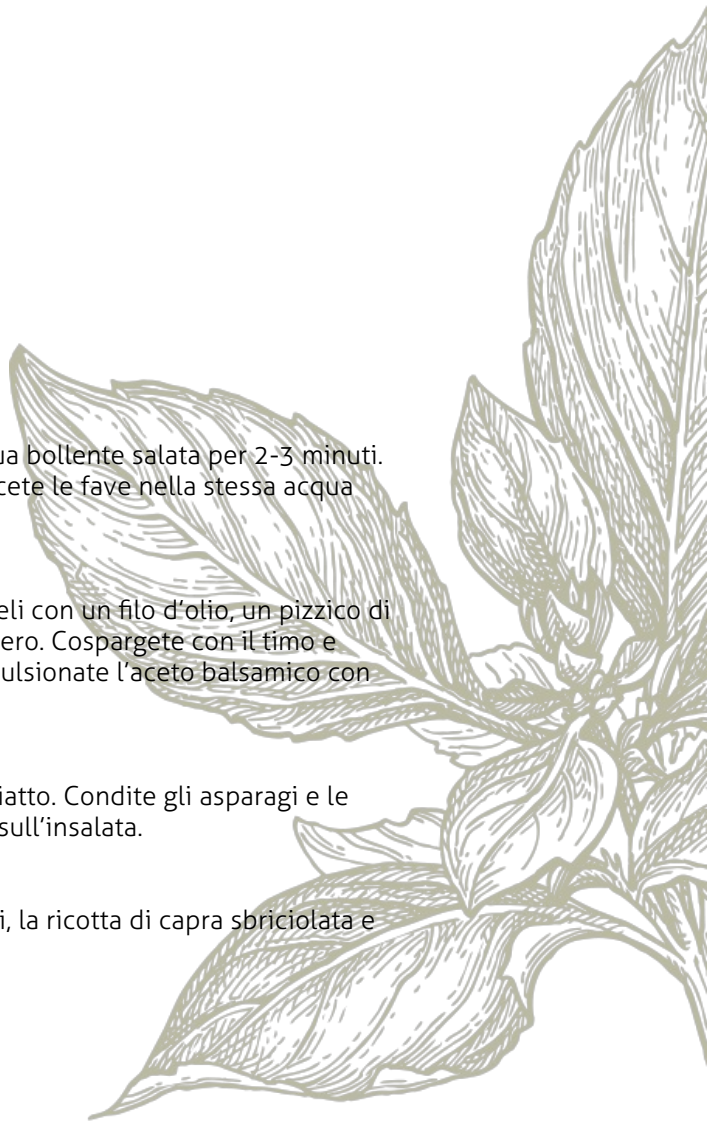 ua bollente salata per 2-3 minuti.
cete le fave nella stessa acqua
eli con un filo d’olio, un pizzico di
ero. Cospargete con il timo e
ulsionate l’aceto balsamico con
iatto. Condite gli asparagi e le
sull’insalata.
i, la ricotta di capra sbriciolata e